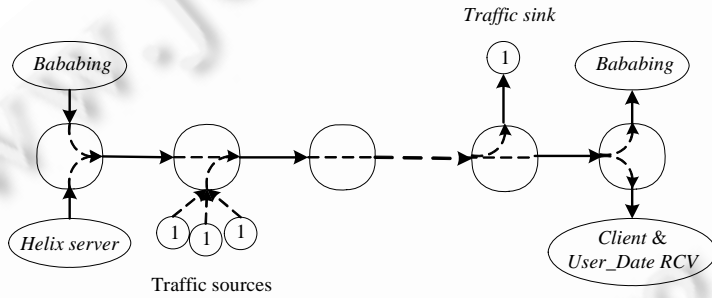 Traffic sink
Bababing
1
Bababing
Helix server
1
1
1
Client &
User_Date RCV
Traffic sources